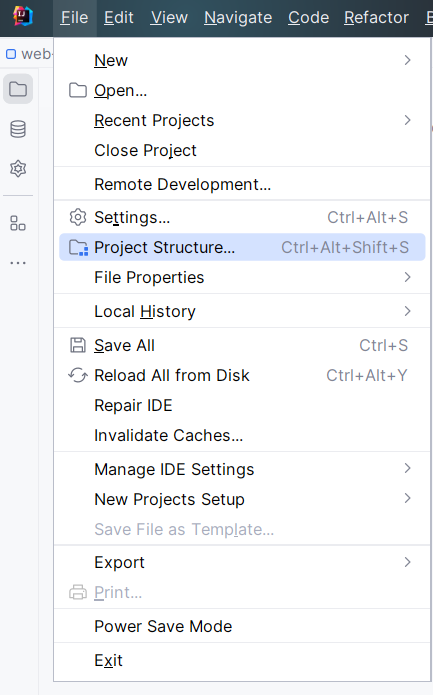 File Edit View Navigate Code Refactor
web-
New
Open...
Recent Projects
Close Project
Remote Development...
Settings... Ctrl+Alt+S
Project Structure... Ctrl+Alt+Shift+S
File Properties
Local History
Save All Ctrl+S
Reload All from Disk Ctrl+Alt+Y
Repair IDE
Invalidate Caches...
Manage IDE Settings
New Projects Setup
Save File as Template...
Export
Print...
Power Save Mode
Exit